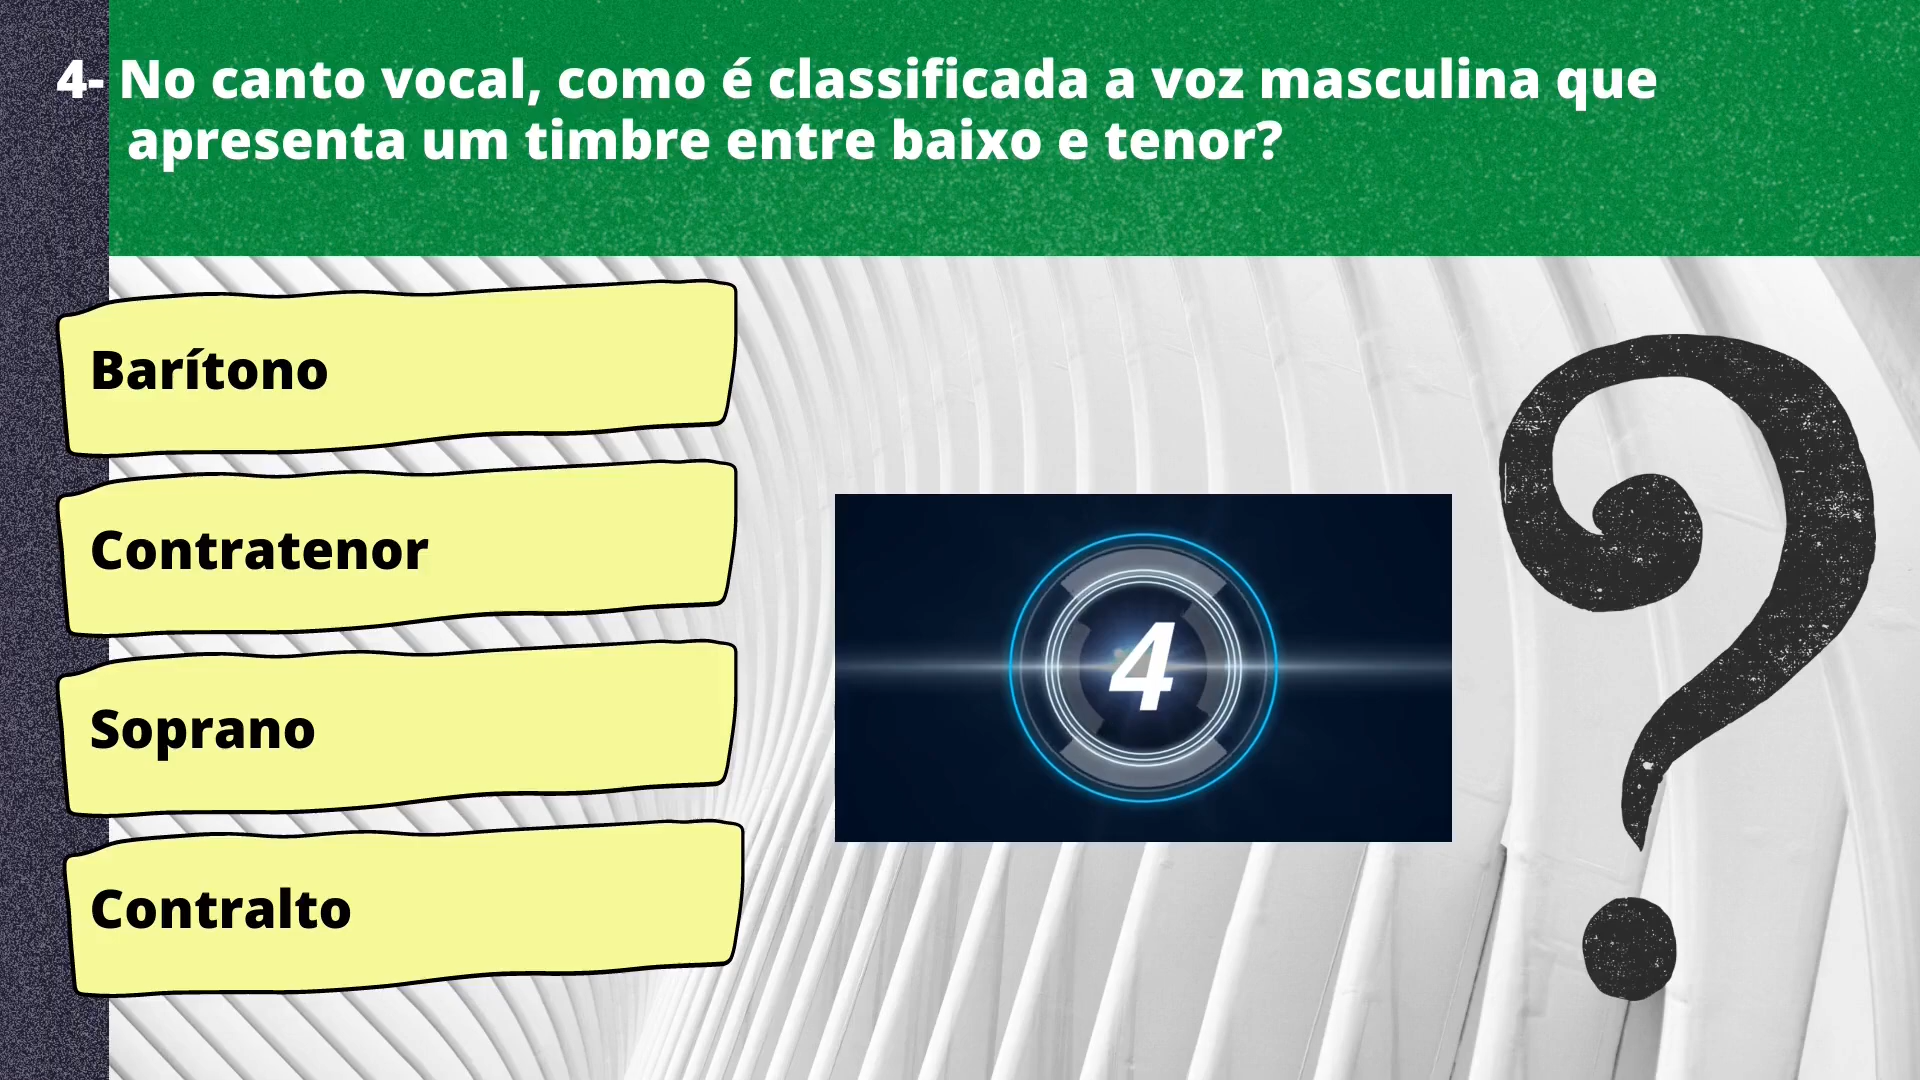 4- No canto vocal, como é classificada a voz masculina que
apresenta um timbre entre baixo e tenor?
Barítono
Contratenor
Soprano
Contralto
4